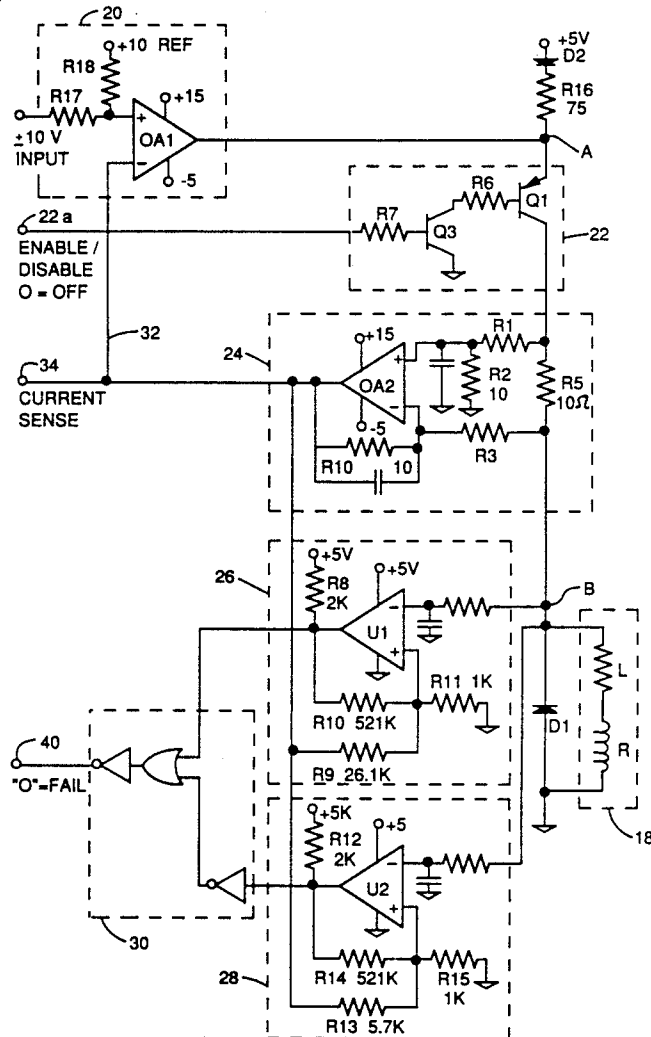 20
+10 REF
R18
R17
+15
+
OA1
-
-5
±10 V
INPUT
+5V
D2
R16
75
A
22a
ENABLE /
DISABLE
O = OFF
R7
Q3
R6
Q1
22
32
24
34
CURRENT
SENSE
+15
+
OA2
-
-5
R1
R2
10
R5
10Ω
R10
10
R3
26
+5V
R8
2K
+5V
-
U1
+
B
R11 1K
R10 521K
R9 26.1K
L
D1
R
18
40
"O"=FAIL
30
+5K
R12
2K
+5
-
U2
+
R14 521K
R15
1K
28
R13 5.7K